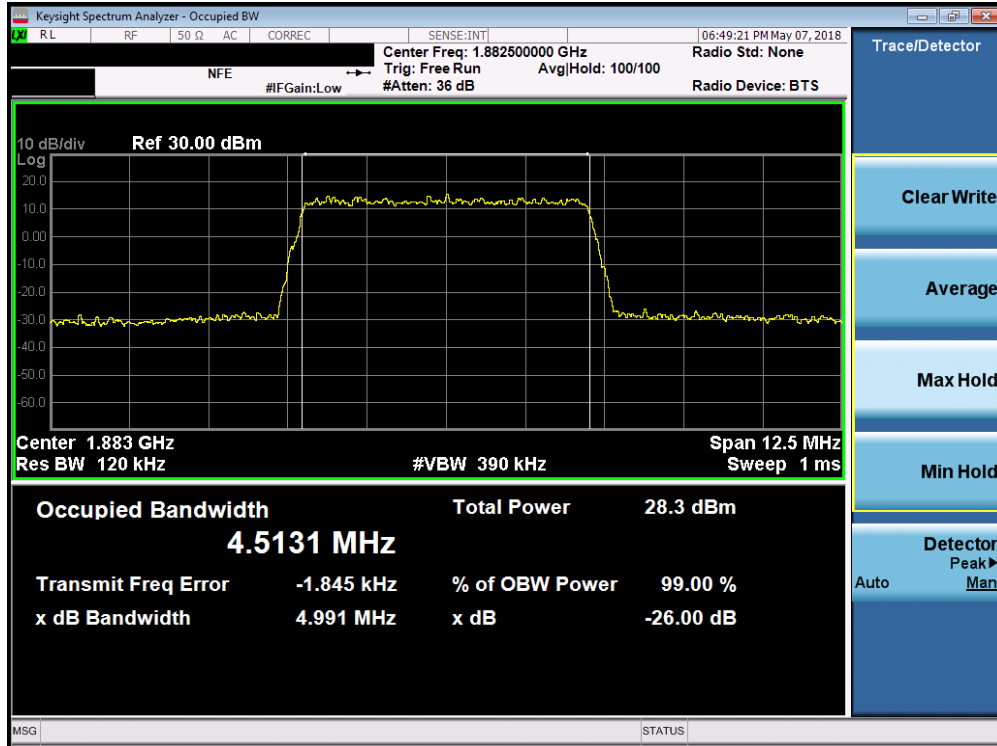 Keysight Spectrum Analyzer - Occupied BW
LXI RL RF 50 Ω AC CORREC SENSE:INT 06:49:21 PM May 07, 2018
Center Freq: 1.882500000 GHz Radio Std: None
NFE Trig: Free Run Avg|Hold: 100/100
#IFGain:Low #Atten: 36 dB Radio Device: BTS
10 dB/div Ref 30.00 dBm
Log
20.0
10.0
0.00
-10.0
-20.0
-30.0
-40.0
-50.0
-60.0
Center 1.883 GHz Span 12.5 MHz
Res BW 120 kHz #VBW 390 kHz Sweep 1 ms
Occupied Bandwidth Total Power 28.3 dBm
4.5131 MHz
Transmit Freq Error -1.845 kHz % of OBW Power 99.00 %
x dB Bandwidth 4.991 MHz x dB -26.00 dB
MSG STATUS
Trace/Detector
Clear Write
Average
Max Hold
Min Hold
Detector
Peak▶
Auto Man